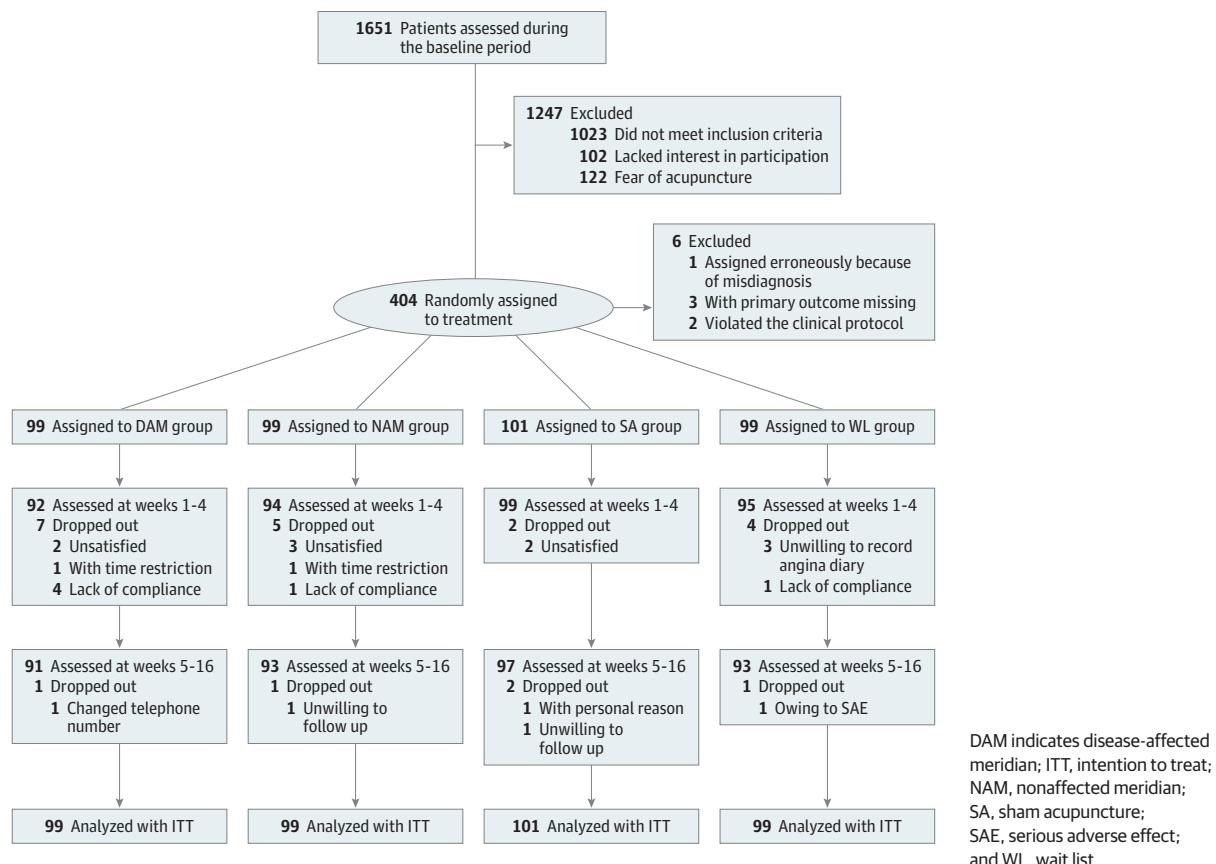 1651 Patients assessed during
the baseline period
1247 Excluded
1023 Did not meet inclusion criteria
102 Lacked interest in participation
122 Fear of acupuncture
6 Excluded
1 Assigned erroneously because
of misdiagnosis
3 With primary outcome missing
2 Violated the clinical protocol
404 Randomly assigned
to treatment
99 Assigned to DAM group
99 Assigned to NAM group
101 Assigned to SA group
99 Assigned to WL group
92 Assessed at weeks 1-4
7 Dropped out
2 Unsatisfied
1 With time restriction
4 Lack of compliance
94 Assessed at weeks 1-4
5 Dropped out
3 Unsatisfied
1 With time restriction
1 Lack of compliance
99 Assessed at weeks 1-4
2 Dropped out
2 Unsatisfied
95 Assessed at weeks 1-4
4 Dropped out
3 Unwilling to record
angina diary
1 Lack of compliance
91 Assessed at weeks 5-16
1 Dropped out
1 Changed telephone
number
93 Assessed at weeks 5-16
1 Dropped out
1 Unwilling to
follow up
97 Assessed at weeks 5-16
2 Dropped out
1 With personal reason
1 Unwilling to
follow up
93 Assessed at weeks 5-16
1 Dropped out
1 Owing to SAE
99 Analyzed with ITT
99 Analyzed with ITT
101 Analyzed with ITT
99 Analyzed with ITT
DAM indicates disease-affected
meridian; ITT, intention to treat;
NAM, nonaffected meridian;
SA, sham acupuncture;
SAE, serious adverse effect;
and WL, wait list